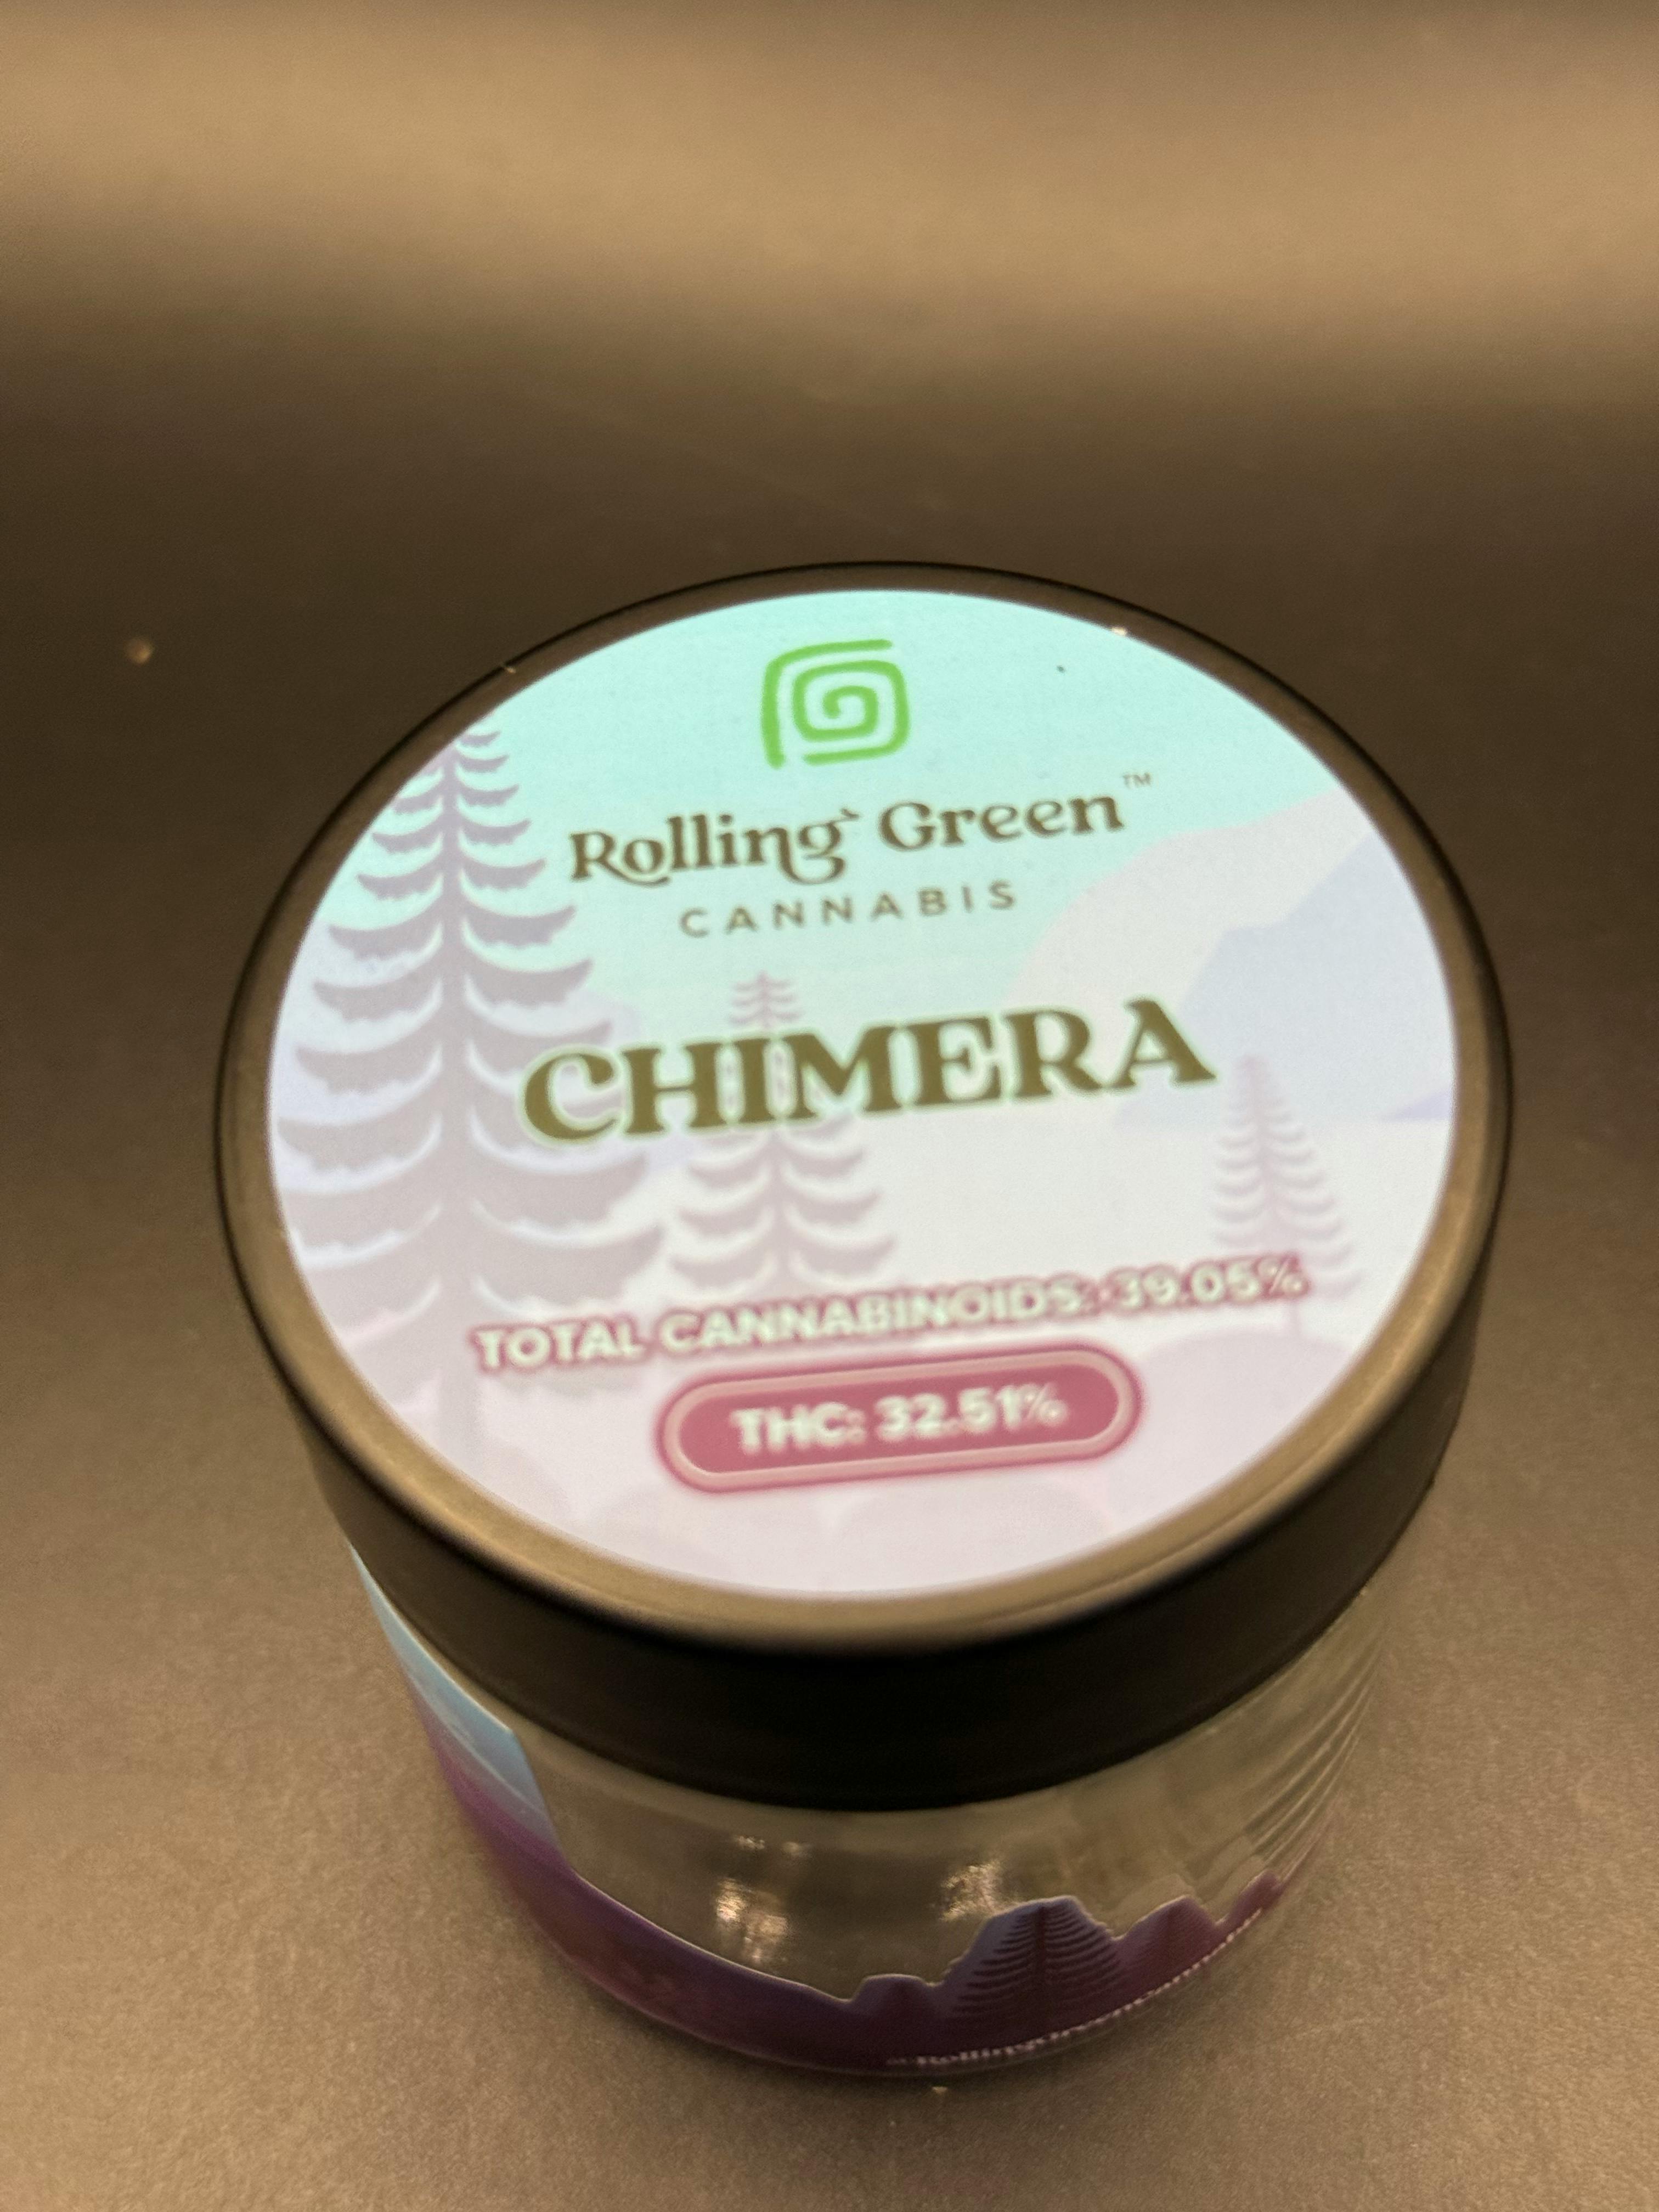 Rolling Green™
CANNABIS
CHIMERA
TOTAL CANNABINOIDS: 39.05%
THC: 32.51%